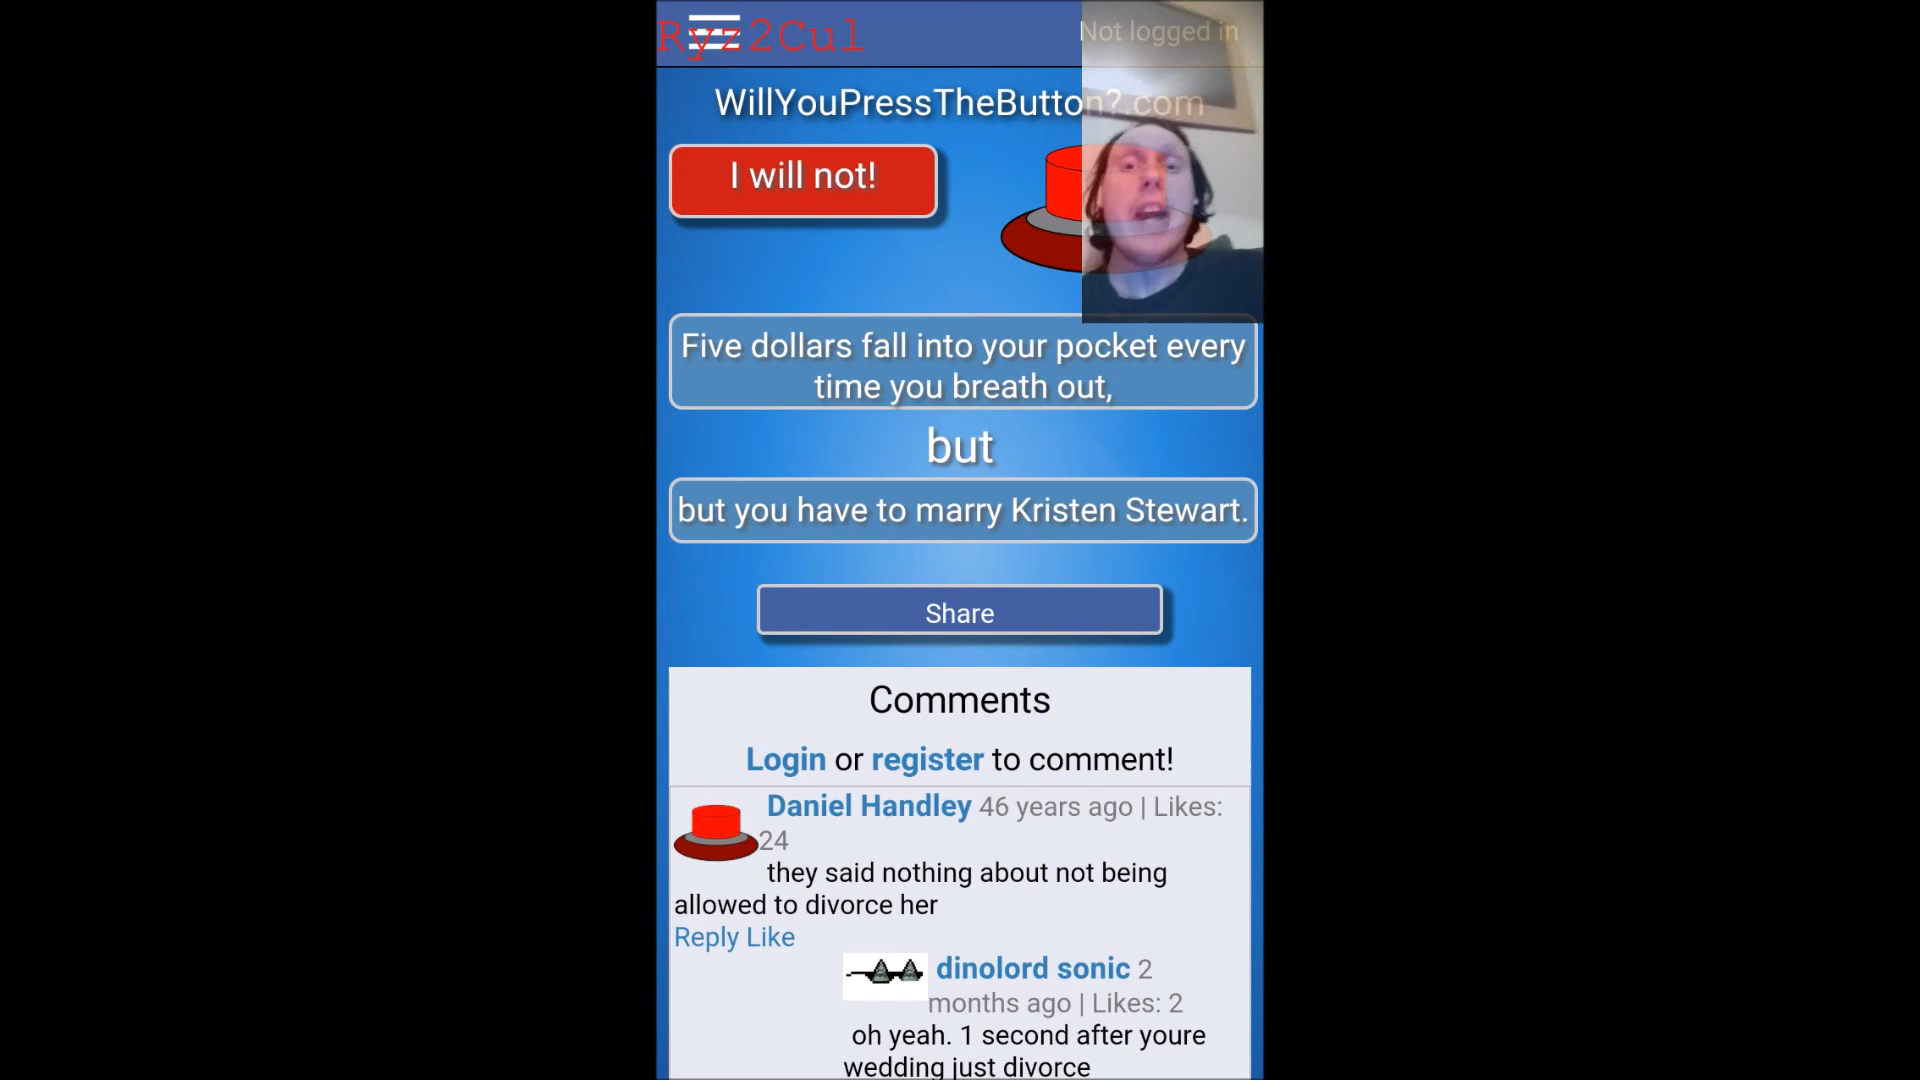 Ryz2Cul
Not logged in
WillYouPressTheButton?.com
I will not!
Five dollars fall into your pocket every
time you breath out,
but
but you have to marry Kristen Stewart.
Share
Comments
Login or register to comment!
Daniel Handley 46 years ago | Likes:
24
they said nothing about not being
allowed to divorce her
Reply Like
dinolord sonic 2
months ago | Likes: 2
oh yeah. 1 second after youre
wedding just divorce